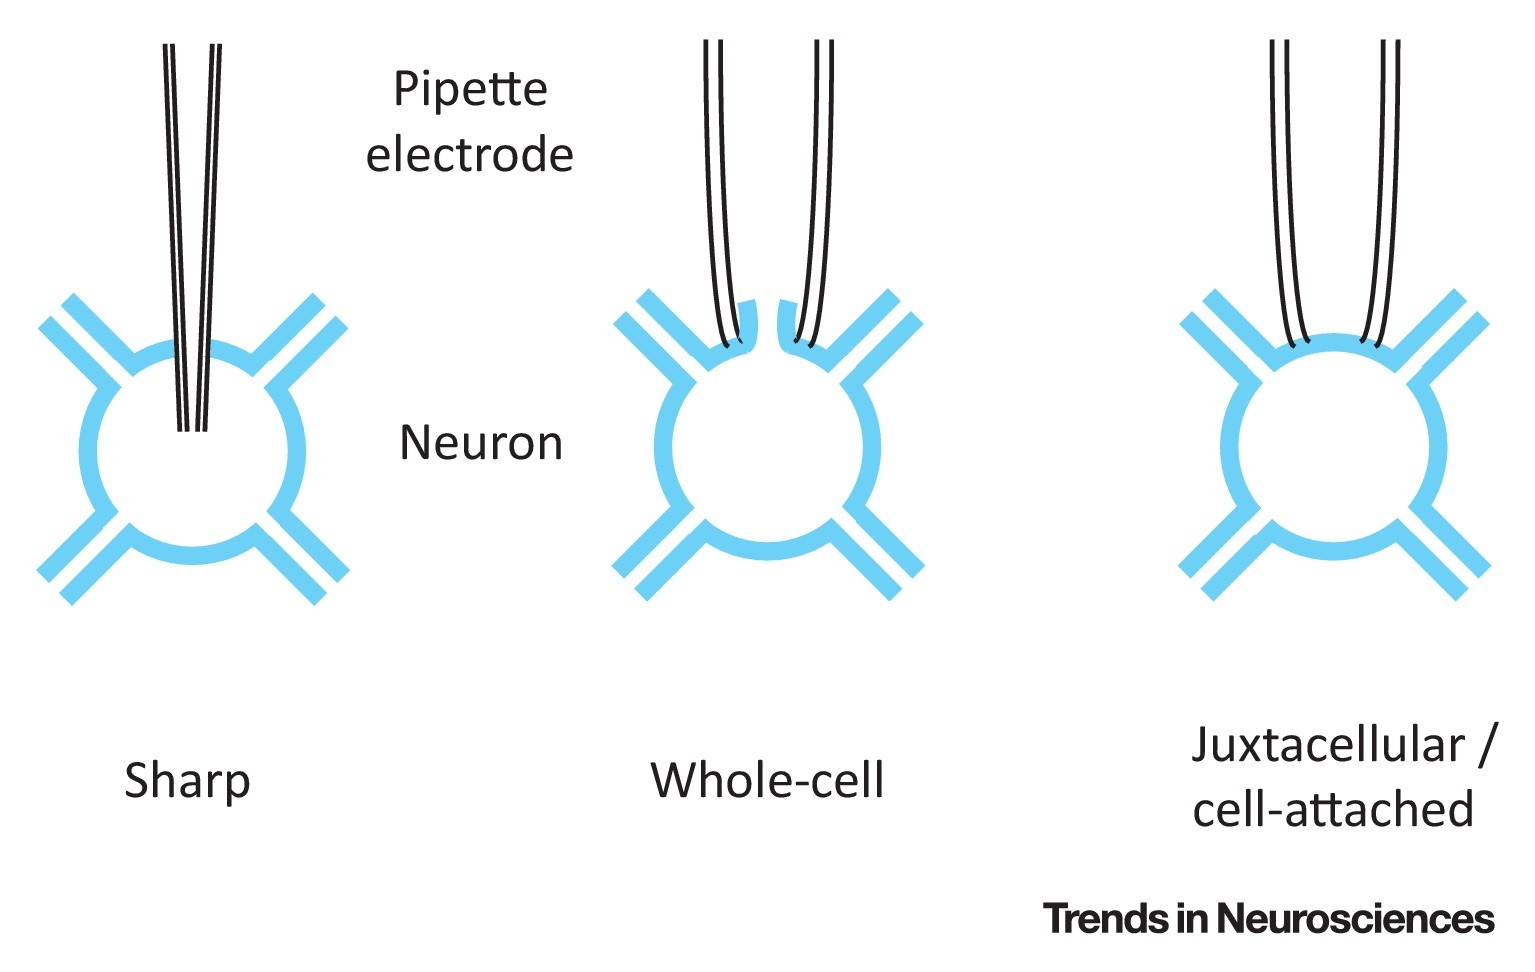 Pipette
electrode
Neuron
Sharp
Whole-cell
Juxtacellular /
cell-attached
Trends in Neurosciences